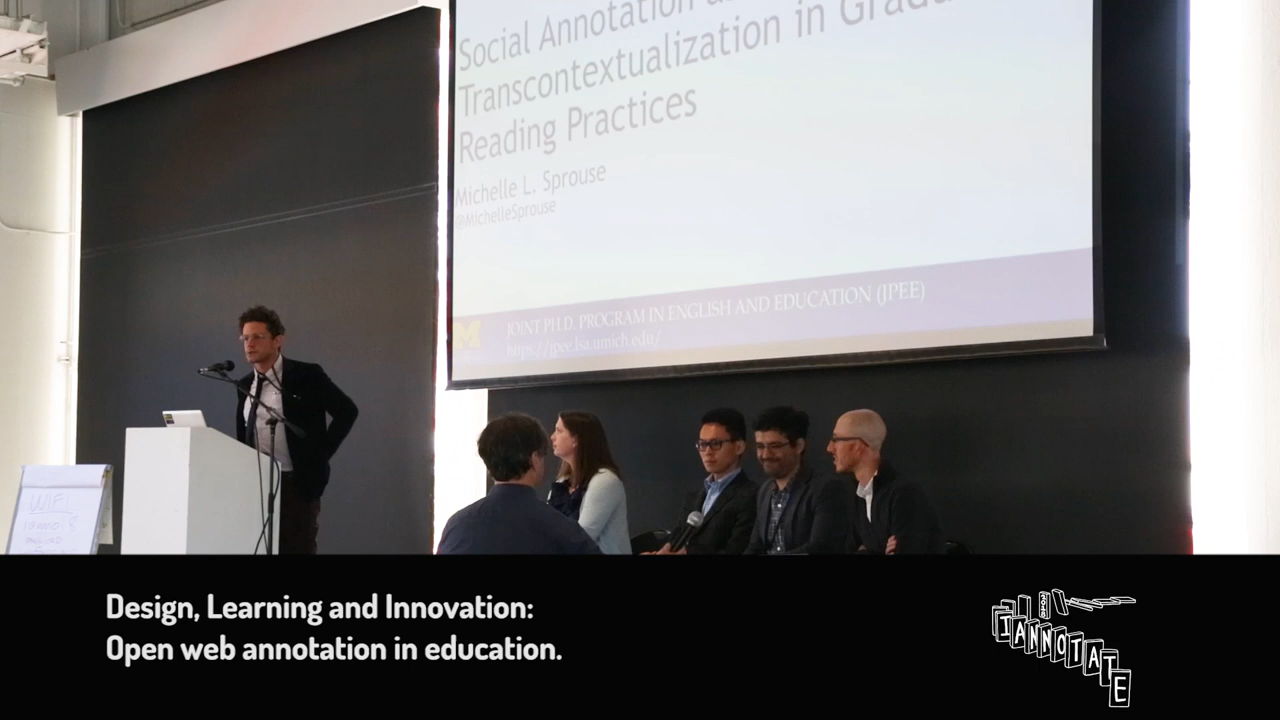 Social Annotation
Transcontextualization in
Reading Practices
Michelle L. Sprouse
@MichelleSprouse
JOINT PH.D. PROGRAM IN ENGLISH AND EDUCATION (JPEE)
https://jpee.lsa.umich.edu/
M
WIFI
Design, Learning and Innovation:
Open web annotation in education.
I ANNOTATE